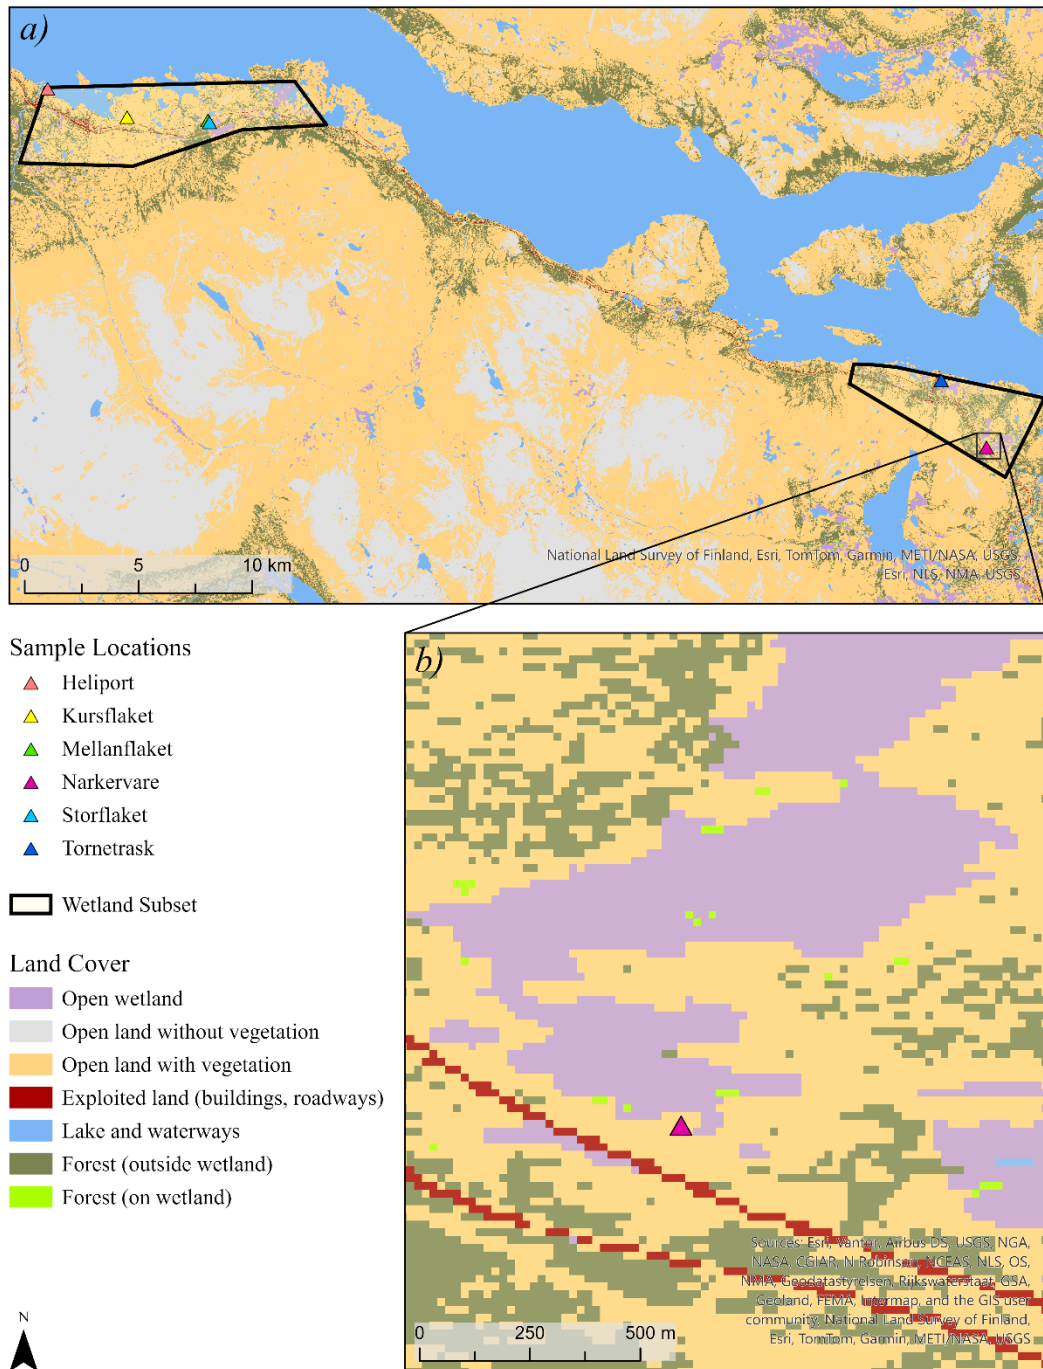 a)
0 5 10 km
National Land Survey of Finland, Esri, TomTom, Garmin, METI/NASA, USGS,
Esri, NLS, NMA, USGS
Sample Locations
Heliport
Kursflaket
Mellanflaket
Narkervare
Storflaket
Tornetrask
Wetland Subset
Land Cover
Open wetland
Open land without vegetation
Open land with vegetation
Exploited land (buildings, roadways)
Lake and waterways
Forest (outside wetland)
Forest (on wetland)
N
b)
Sources: Esri, Vantor, Airbus DS, USGS, NGA,
NASA, CGIAR, N Robinson, NCEAS, NLS, OS,
NMA, Geodatastyrelsen, Rijkswaterstaat, GSA,
Geoland, FEMA, Intermap, and the GIS user
community, National Land Survey of Finland,
Esri, TomTom, Garmin, METI/NASA, USGS
0 250 500 m